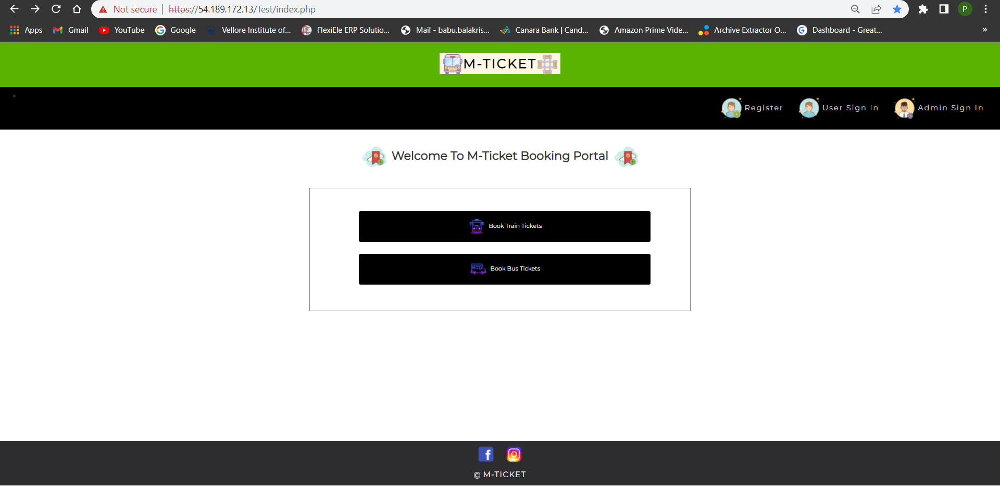 Not secure | https://54.189.172.13/Test/index.php P
Apps Gmail YouTube Google Vellore Institute of... FlexiEle ERP Solutio... Mail - babu.balakris... Canara Bank | Cand... Amazon Prime Vide... Archive Extractor O... Dashboard - Great... »
M-TICKET
Register User Sign In Admin Sign In
Welcome To M-Ticket Booking Portal
Book Train Tickets
Book Bus Tickets
© M-TICKET